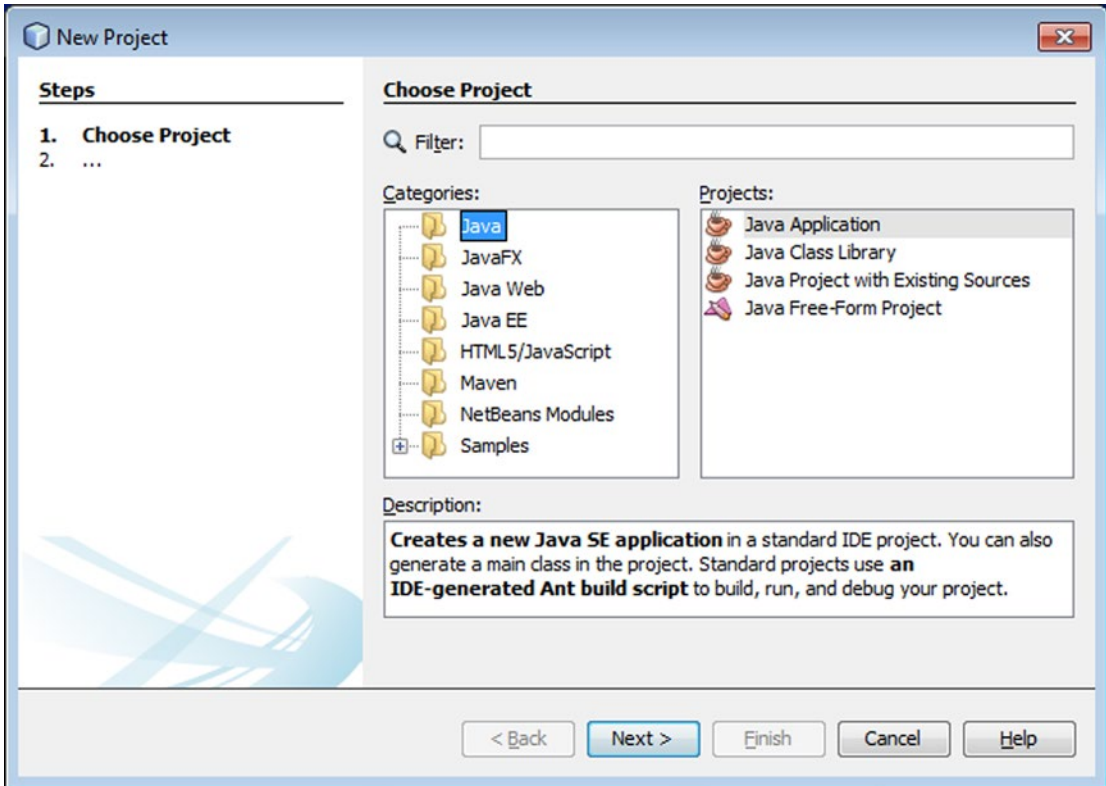 New Project
Steps
1. Choose Project
2. ...
Choose Project
Filter:
Categories:
Java
JavaFX
Java Web
Java EE
HTML5/JavaScript
Maven
NetBeans Modules
Samples
Projects:
Java Application
Java Class Library
Java Project with Existing Sources
Java Free-Form Project
Description:
Creates a new Java SE application in a standard IDE project. You can also
generate a main class in the project. Standard projects use an
IDE-generated Ant build script to build, run, and debug your project.
< Back
Next >
Finish
Cancel
Help